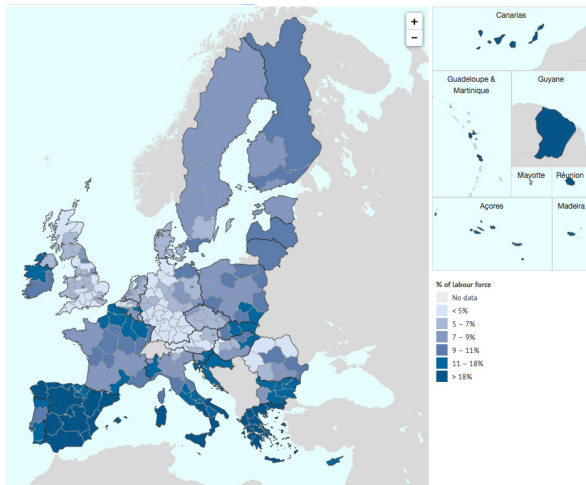 +
−
Canarias
Guadeloupe &
Martinique
Guyane
Mayotte
Réunion
Açores
Madeira
% of labour force
No data
< 5%
5 – 7%
7 – 9%
9 – 11%
11 – 18%
> 18%